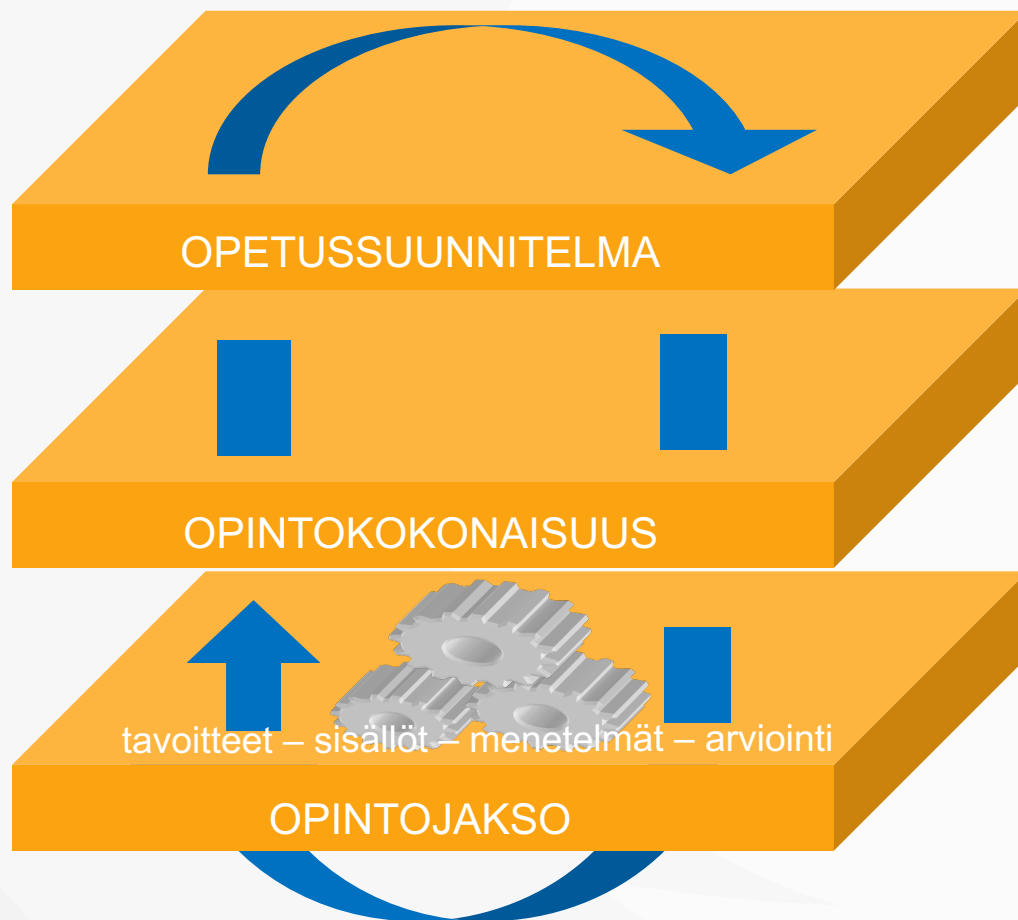 OPETUSSUUNNITELMA
OPINTOKOKONAISUUS
tavoitteet – sisällöt – menetelmät – arviointi
OPINTOJAKSO